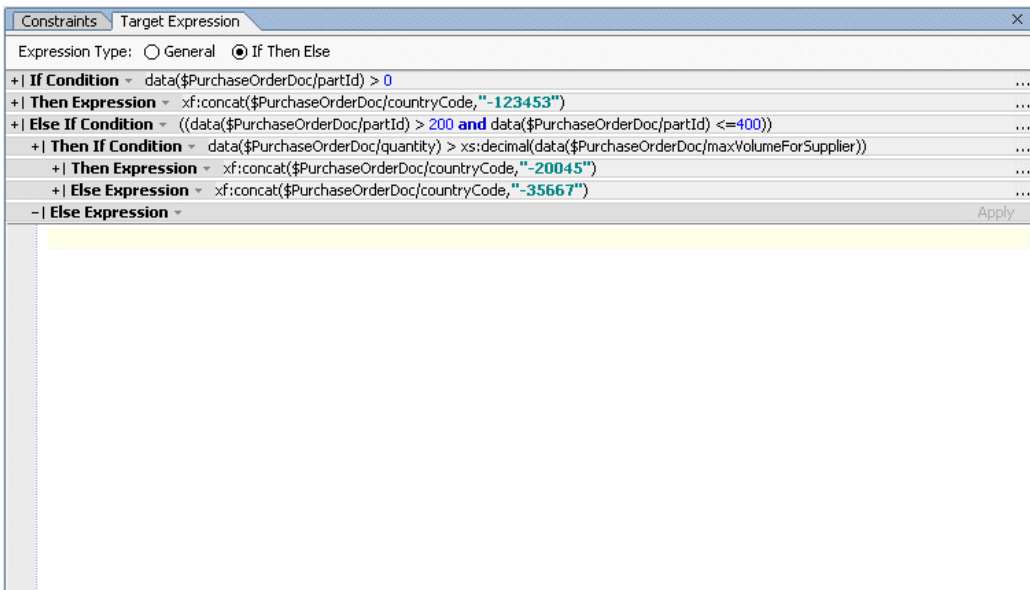 Constraints Target Expression
Expression Type: General If Then Else
+| If Condition data($PurchaseOrderDoc/partId) > 0 ...
+| Then Expression xf:concat($PurchaseOrderDoc/countryCode,"-123453") ...
+| Else If Condition ((data($PurchaseOrderDoc/partId) > 200 and data($PurchaseOrderDoc/partId) <=400)) ...
+| Then If Condition data($PurchaseOrderDoc/quantity) > xs:decimal(data($PurchaseOrderDoc/maxVolumeForSupplier)) ...
+| Then Expression xf:concat($PurchaseOrderDoc/countryCode,"-20045") ...
+| Else Expression xf:concat($PurchaseOrderDoc/countryCode,"-35667") ...
-| Else Expression Apply